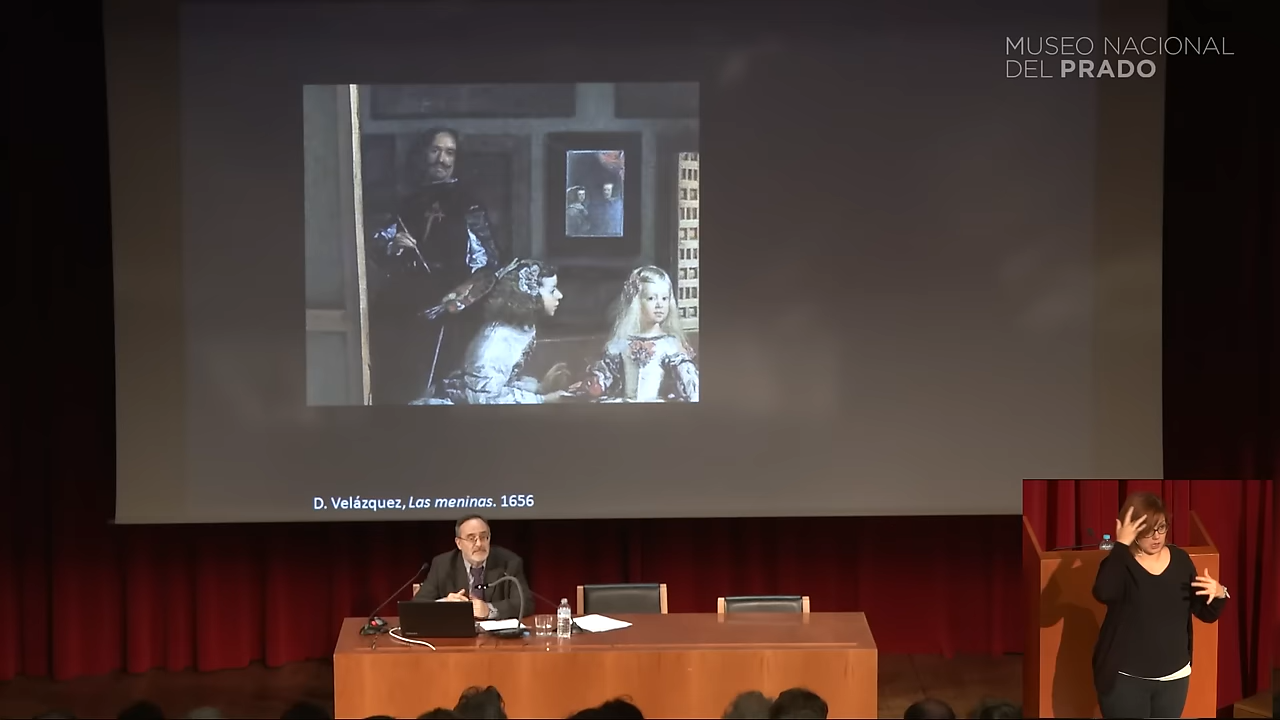 MUSEO NACIONAL
DEL PRADO
D. Velázquez, Las meninas. 1656